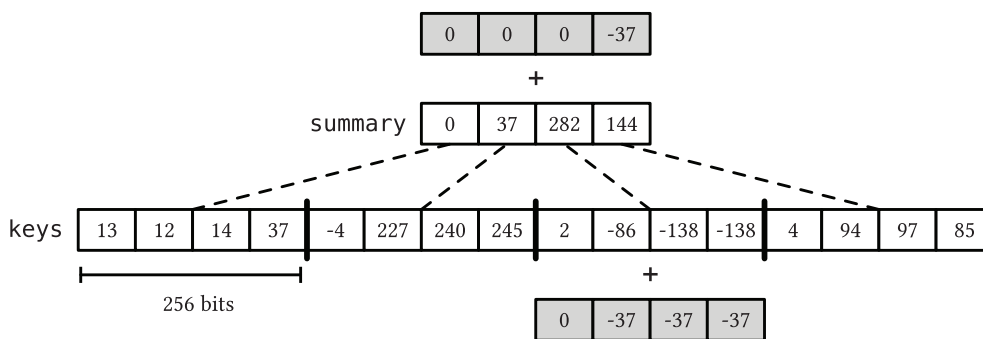 0 0 0 -37
+
summary 0 37 282 144
keys 13 12 14 37 -4 227 240 245 2 -86 -138 -138 4 94 97 85
+
256 bits
0 -37 -37 -37